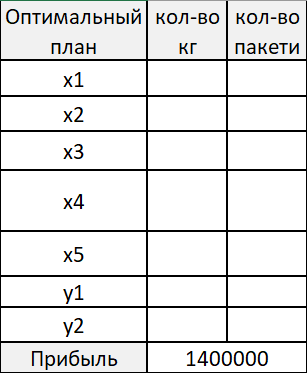 Оптимальный план кол-во кг кол-во пакети
x1
x2
x3
x4
x5
y1
y2
Прибыль 1400000